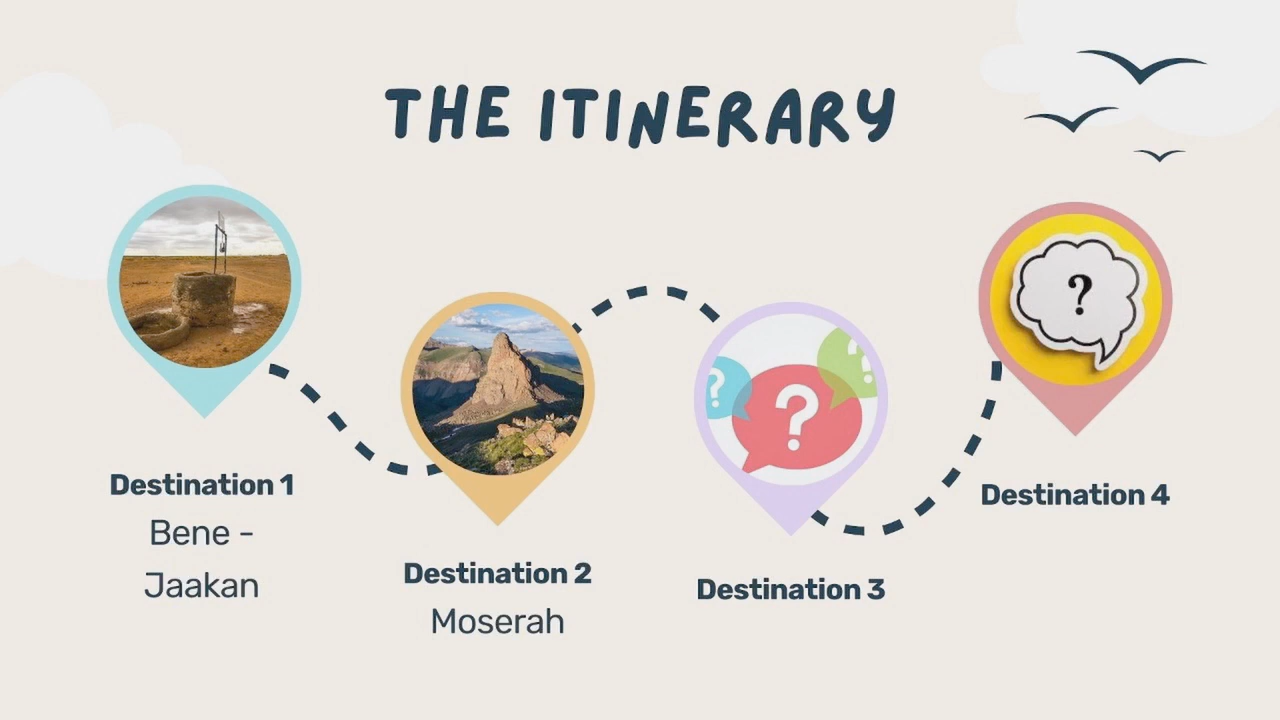 THE ITINERARY
Destination 1
Bene -
Jaakan
Destination 2
Moserah
?
?
?
Destination 3
?
Destination 4